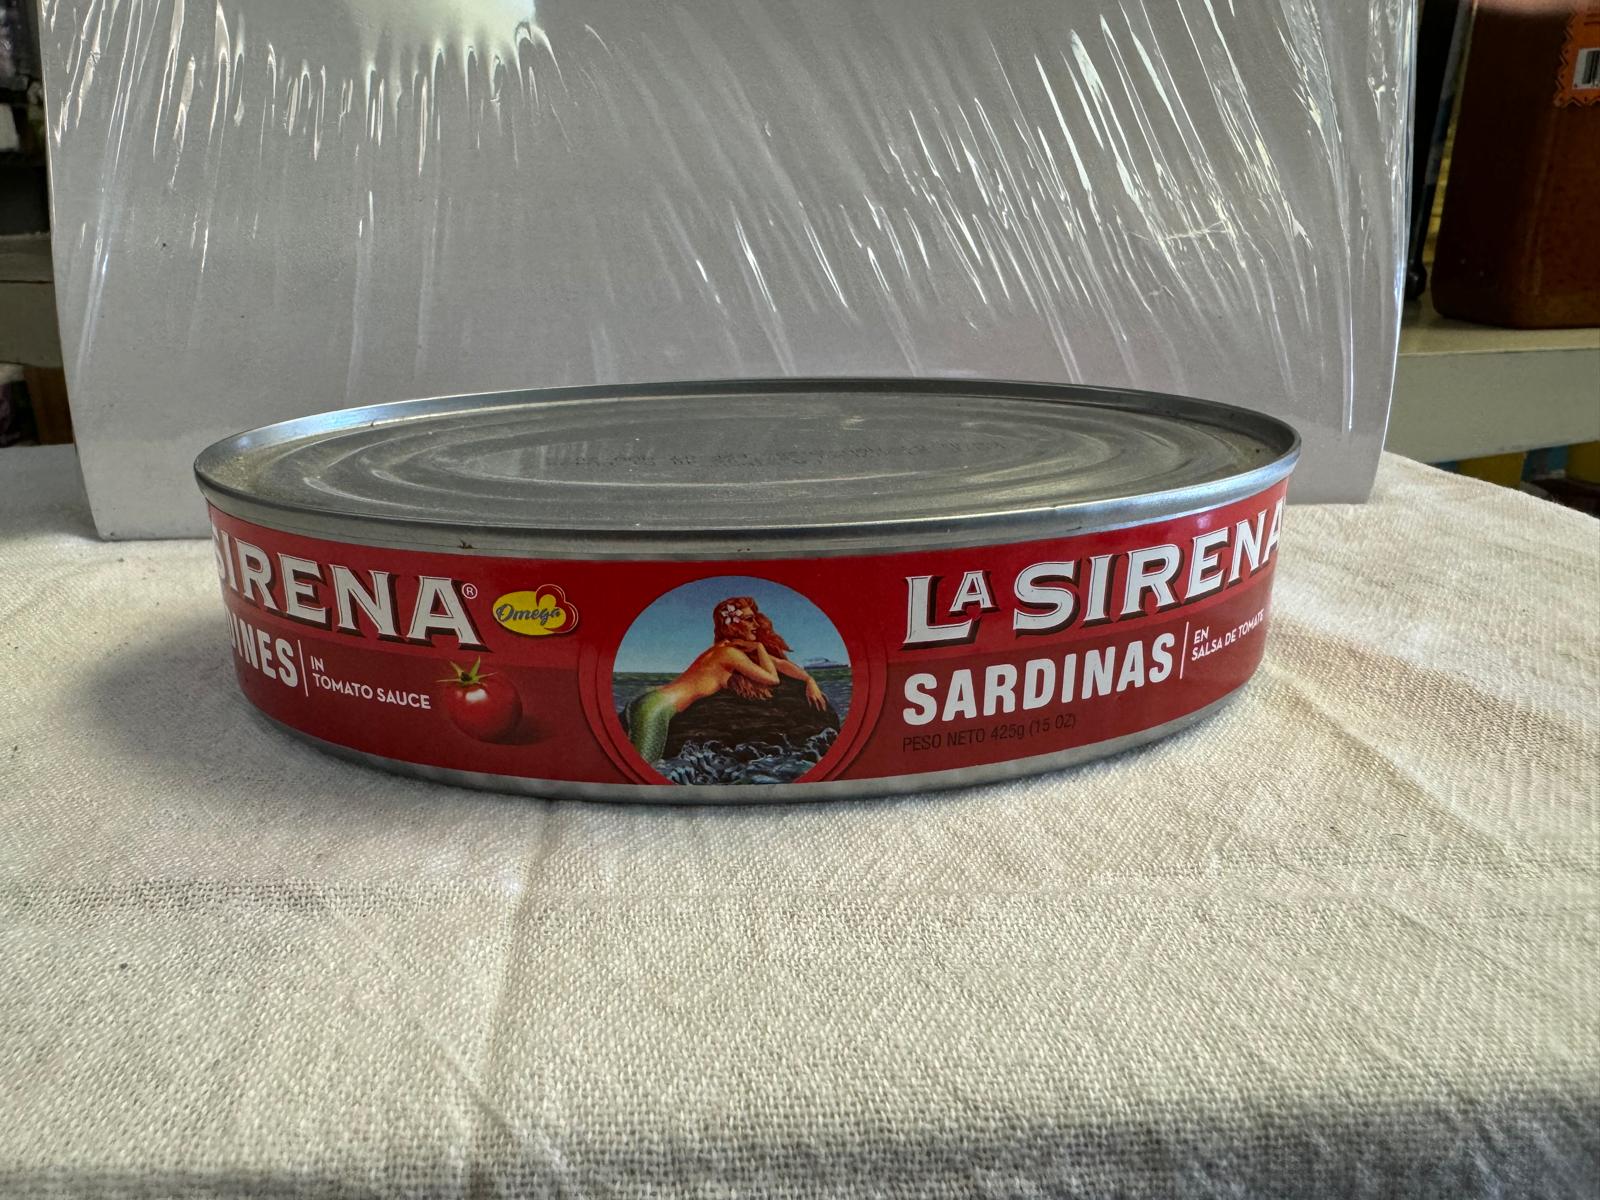 SIRENA®
DINES
IN
TOMATO SAUCE
Omega
LA SIRENA
SARDINAS
EN
SALSA DE TOMATE
PESO NETO 425g (15 OZ)